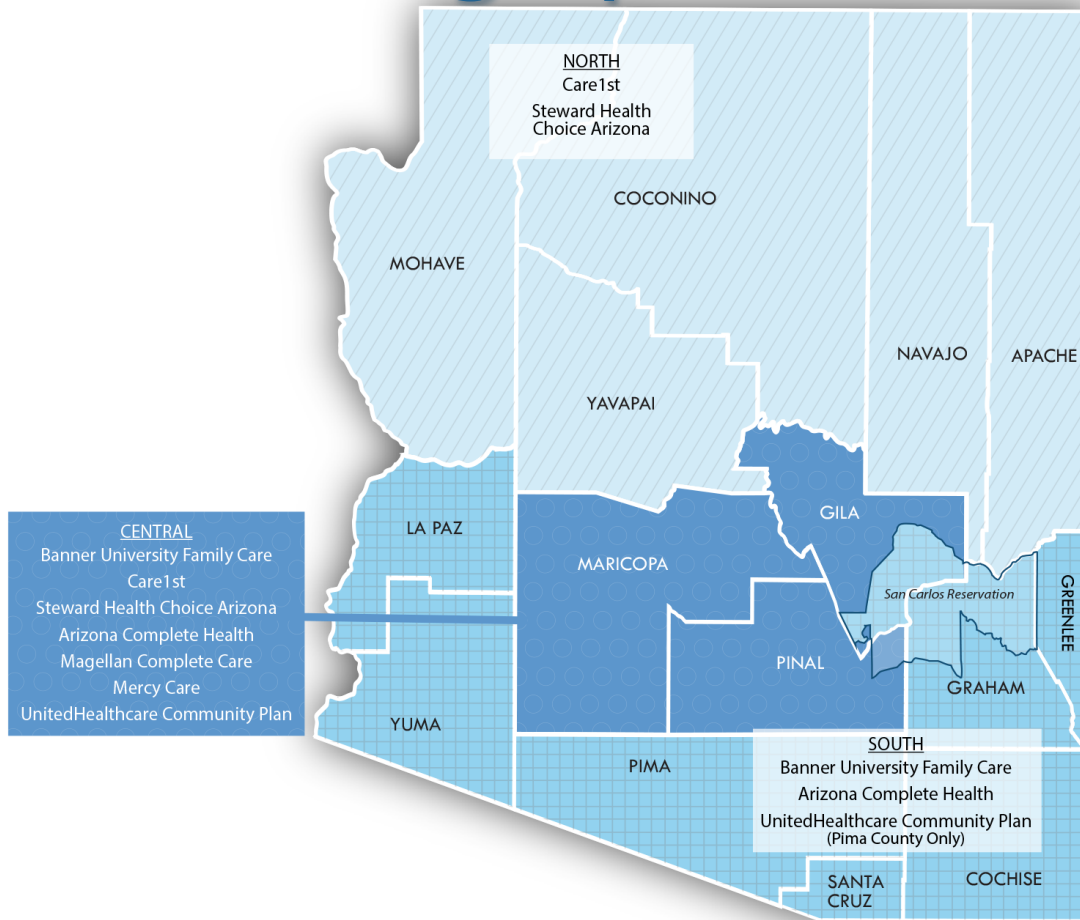 NORTH
Care1st
Steward Health
Choice Arizona
COCONINO
MOHAVE
NAVAJO
APACHE
YAVAPAI
GILA
LA PAZ
MARICOPA
San Carlos Reservation
GREENLEE
CENTRAL
Banner University Family Care
Care1st
Steward Health Choice Arizona
Arizona Complete Health
Magellan Complete Care
Mercy Care
UnitedHealthcare Community Plan
PINAL
GRAHAM
YUMA
PIMA
SOUTH
Banner University Family Care
Arizona Complete Health
UnitedHealthcare Community Plan
(Pima County Only)
SANTA
CRUZ
COCHISE